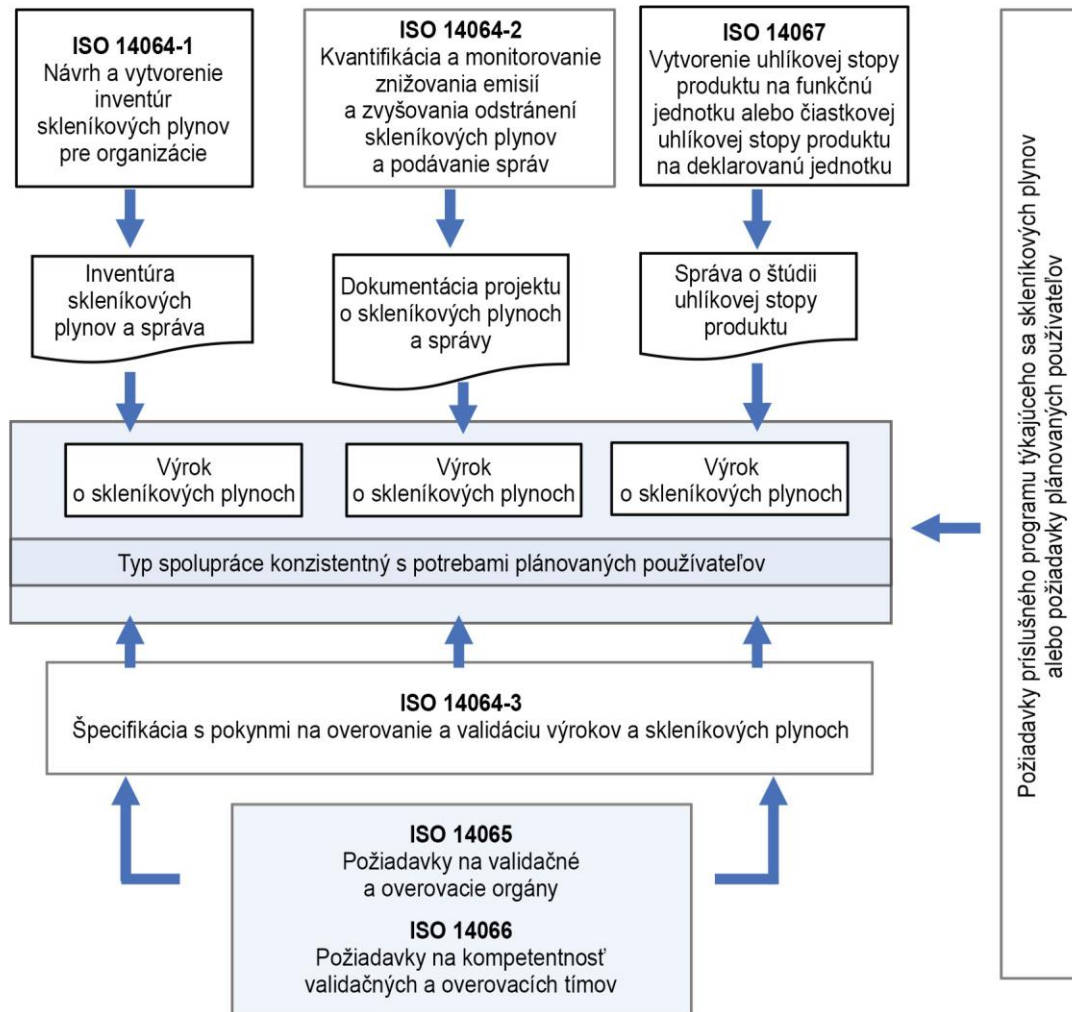 ISO 14064-1
Návrh a vytvorenie
inventúr
skleníkových plynov
pre organizácie
ISO 14064-2
Kvantifikácia a monitorovanie
znižovania emisií
a zvyšovania odstránení
skleníkových plynov
a podávanie správ
ISO 14067
Vytvorenie uhlíkovej stopy
produktu na funkčnú
jednotku alebo čiastkovej
uhlíkovej stopy produktu
na deklarovanú jednotku
Inventúra
skleníkových
plynov a správa
Dokumentácia projektu
o skleníkových plynoch
a správy
Správa o štúdii
uhlíkovej stopy
produktu
Výrok
o skleníkových plynoch
Výrok
o skleníkových plynoch
Výrok
o skleníkových plynoch
Typ spolupráce konzistentný s potrebami plánovaných používateľov
ISO 14064-3
Špecifikácia s pokynmi na overovanie a validáciu výrokov a skleníkových plynoch
ISO 14065
Požiadavky na validačné
a overovacie orgány
ISO 14066
Požiadavky na kompetentnosť
validačných a overovacích tímov
Požiadavky príslušného programu týkajúceho sa skleníkových plynov
alebo požiadavky plánovaných používateľov